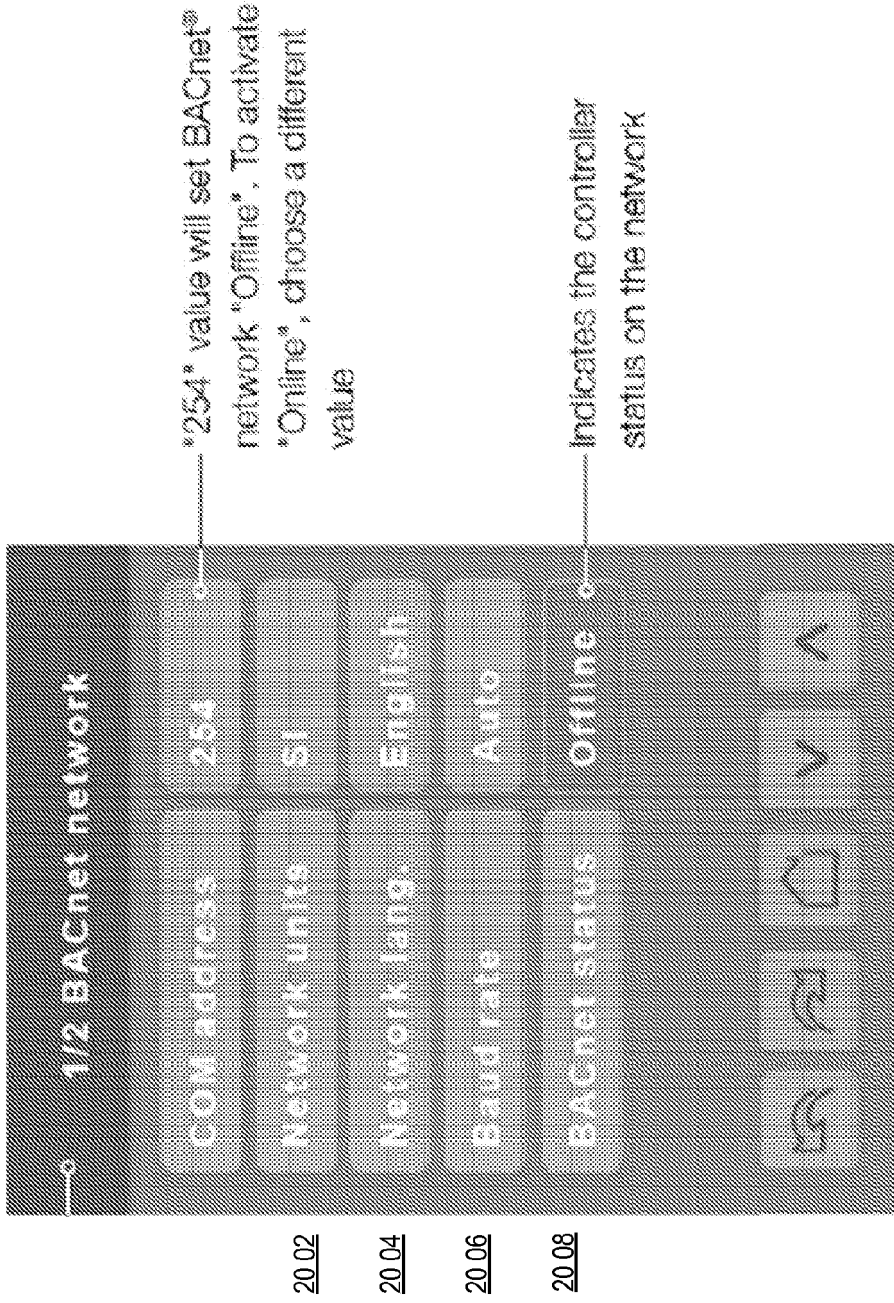 1/2 BACnet network
COM address 254
Network units SI
Network lang. English
Baud rate Auto
BACnet status Offline
"254" value will set BACnet®
network "Offline". To activate
"Online", choose a different
value
Indicates the controller
status on the network
20 02
20 04
20 06
20 08